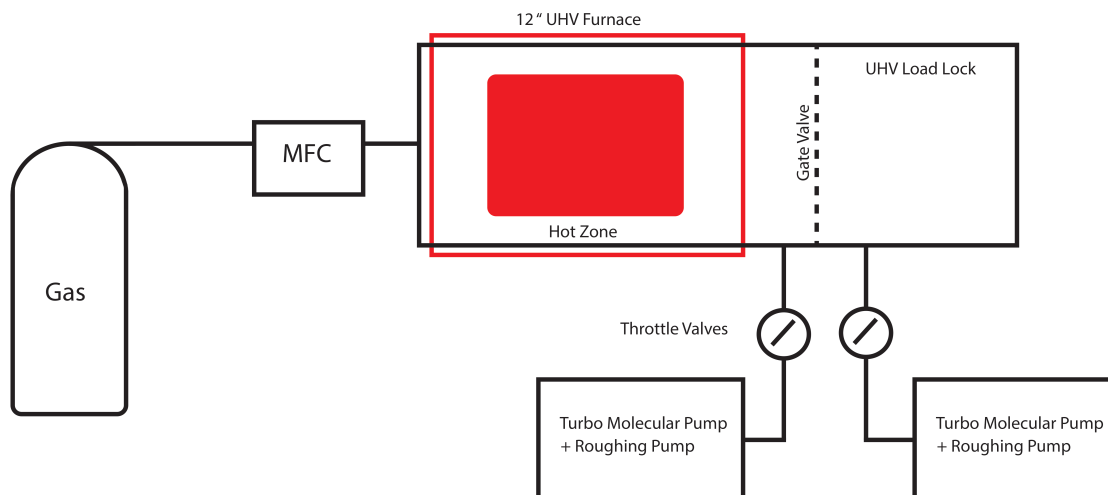 12“ UHV Furnace
UHV Load Lock
Gate Valve
MFC
Hot Zone
Gas
Throttle Valves
Turbo Molecular Pump
+ Roughing Pump
Turbo Molecular Pump
+ Roughing Pump